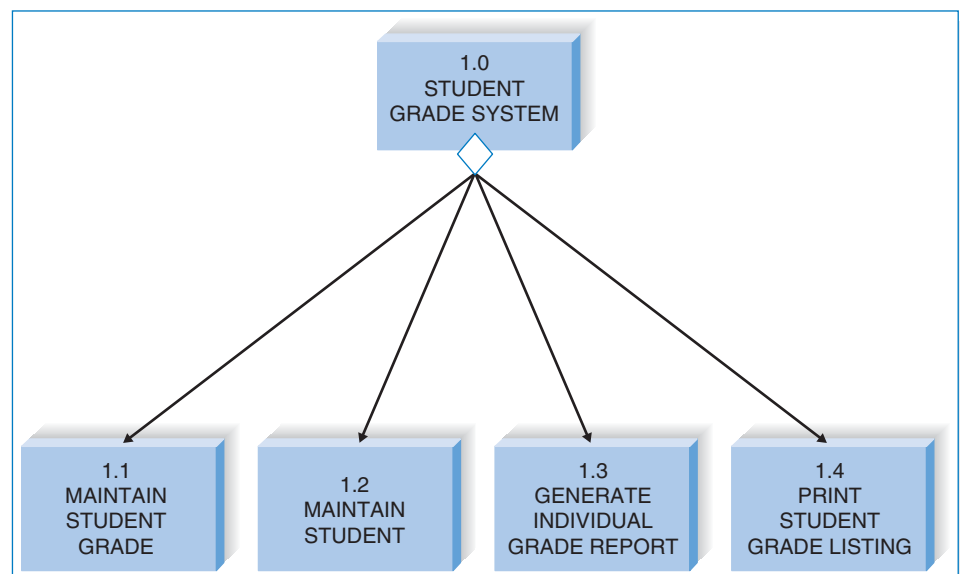 1.0
STUDENT
GRADE SYSTEM
1.1
MAINTAIN
STUDENT
GRADE
1.2
MAINTAIN
STUDENT
1.3
GENERATE
INDIVIDUAL
GRADE REPORT
1.4
PRINT
STUDENT
GRADE LISTING